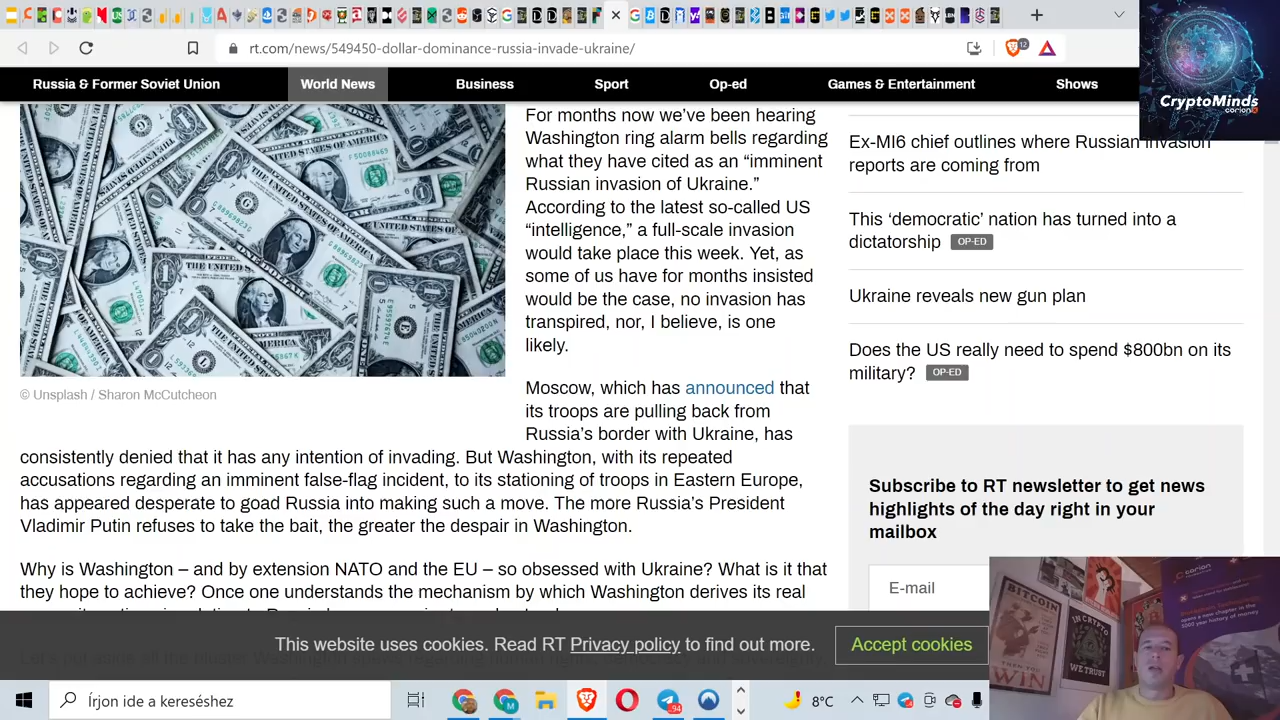 rt.com/news/549450-dollar-dominance-russia-invade-ukraine/
12
CryptoMinds
corion
Russia & Former Soviet Union
World News
Business
Sport
Op-ed
Games & Entertainment
Shows
For months now we’ve been hearing
Washington ring alarm bells regarding
what they have cited as an “imminent
Russian invasion of Ukraine.”
According to the latest so-called US
“intelligence,” a full-scale invasion
would take place this week. Yet, as
some of us have for months insisted
would be the case, no invasion has
transpired, nor, I believe, is one
likely.
© Unsplash / Sharon McCutcheon
Moscow, which has announced that
its troops are pulling back from
Russia’s border with Ukraine, has
consistently denied that it has any intention of invading. But Washington, with its repeated
accusations regarding an imminent false-flag incident, to its stationing of troops in Eastern Europe,
has appeared desperate to goad Russia into making such a move. The more Russia’s President
Vladimir Putin refuses to take the bait, the greater the despair in Washington.
Why is Washington – and by extension NATO and the EU – so obsessed with Ukraine? What is it that
they hope to achieve? Once one understands the mechanism by which Washington derives its real
Ex-MI6 chief outlines where Russian invasion
reports are coming from
This ‘democratic’ nation has turned into a
dictatorship OP-ED
Ukraine reveals new gun plan
Does the US really need to spend $800bn on its
military? OP-ED
Subscribe to RT newsletter to get news
highlights of the day right in your
mailbox
E-mail
This website uses cookies. Read RT Privacy policy to find out more.
Accept cookies
BITCOIN
THEN YOU
WIN
IN CRYPTO
WE TRUST
corion
Írjon ide a kereséshez
94
8°C